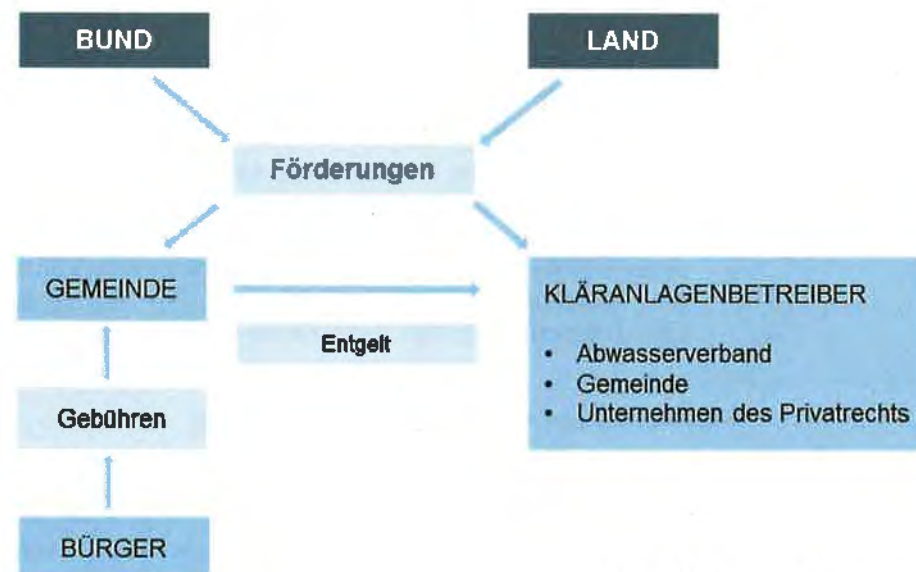 BUND
LAND
Förderungen
GEMEINDE
Entgelt
KLÄRANLAGENBETREIBER
• Abwasserverband
• Gemeinde
• Unternehmen des Privatrechts
Gebühren
BÜRGER